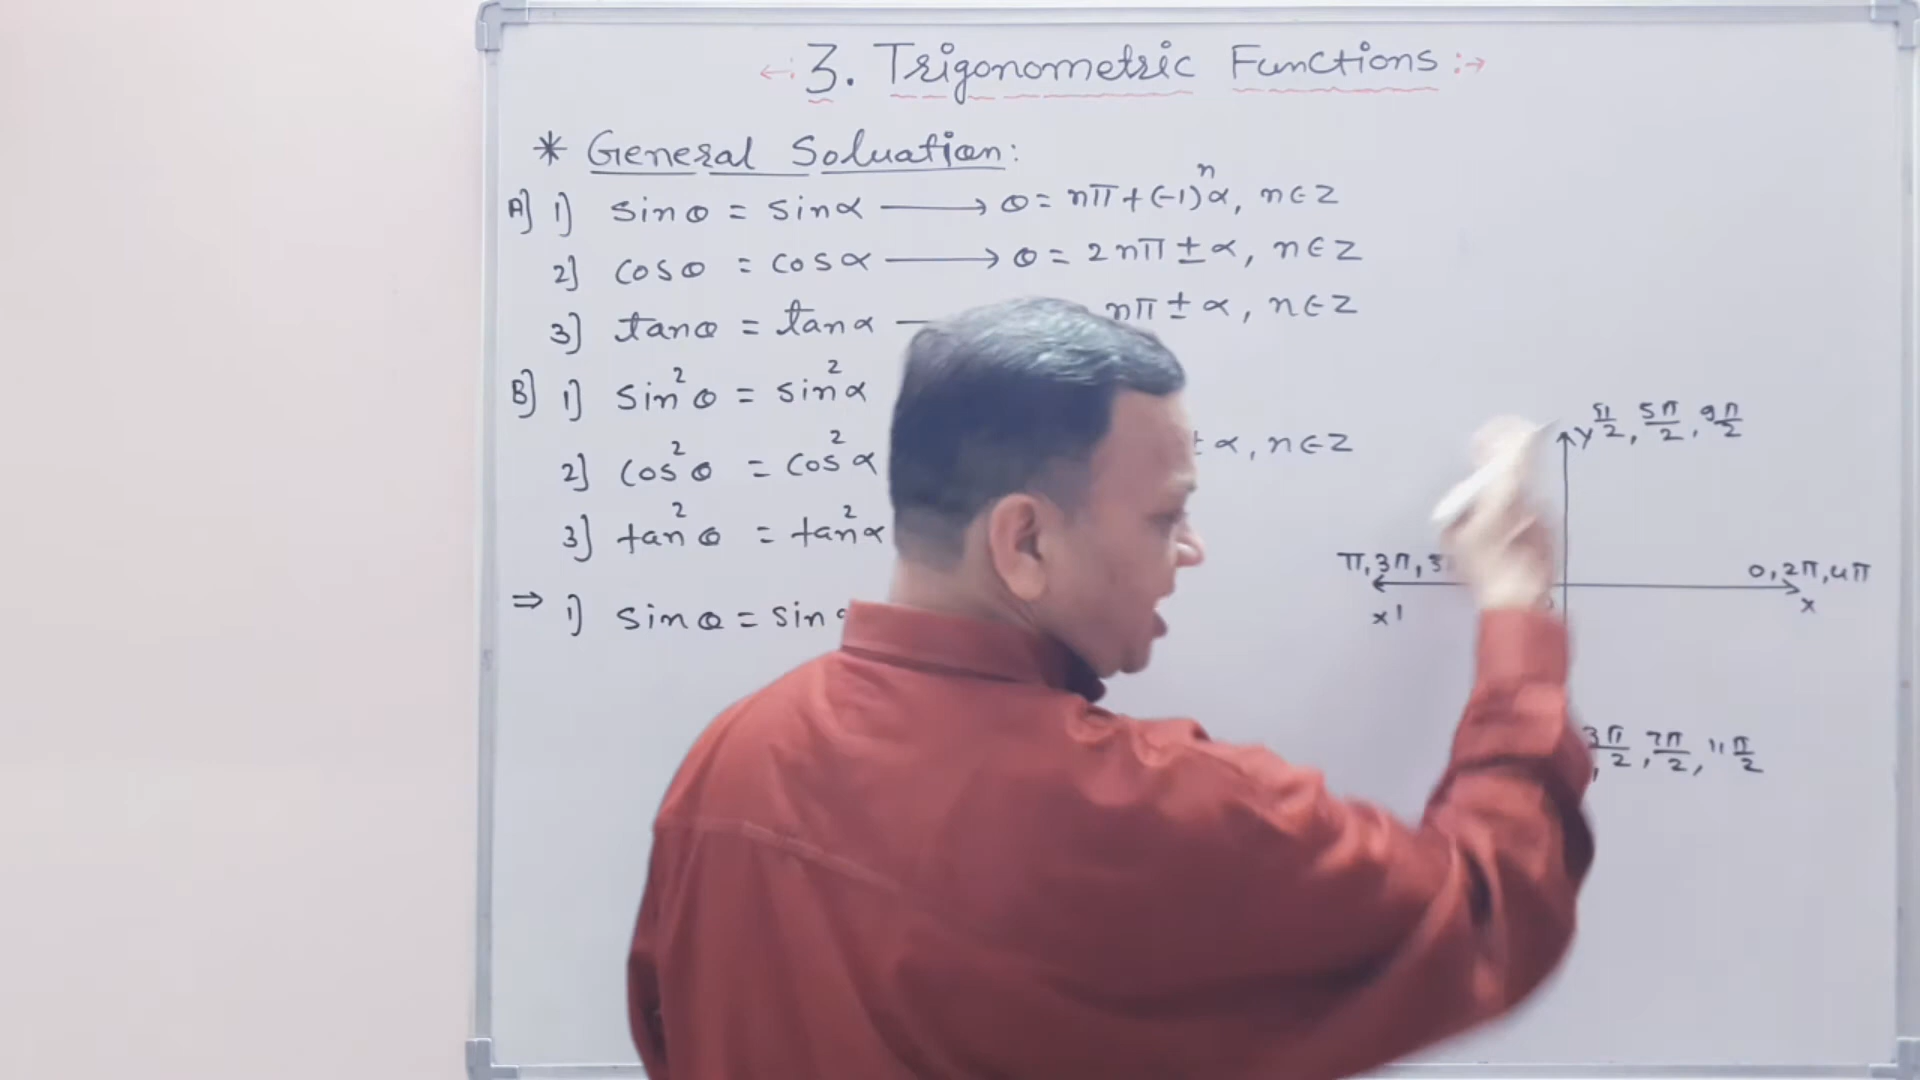 ←: 3. Trigonometric Functions :→
* General Soluation:
A] 1) sinθ = sinα ⟶ θ = nπ + (-1)ⁿα, n∈Z
2] cosθ = cosα ⟶ θ = 2nπ ± α, n∈Z
3] tanθ = tanα — nπ ± α, n∈Z
B] 1) sin²θ = sin²α
2] cos²θ = cos²α ± α, n∈Z
3] tan²θ = tan²α
⇒ 1) sinθ = sin
Y π/2, 5π/2, 9π/2
π, 3π, 5
0, 2π, 4π
X' X
3π/2, 7π/2, 11π/2